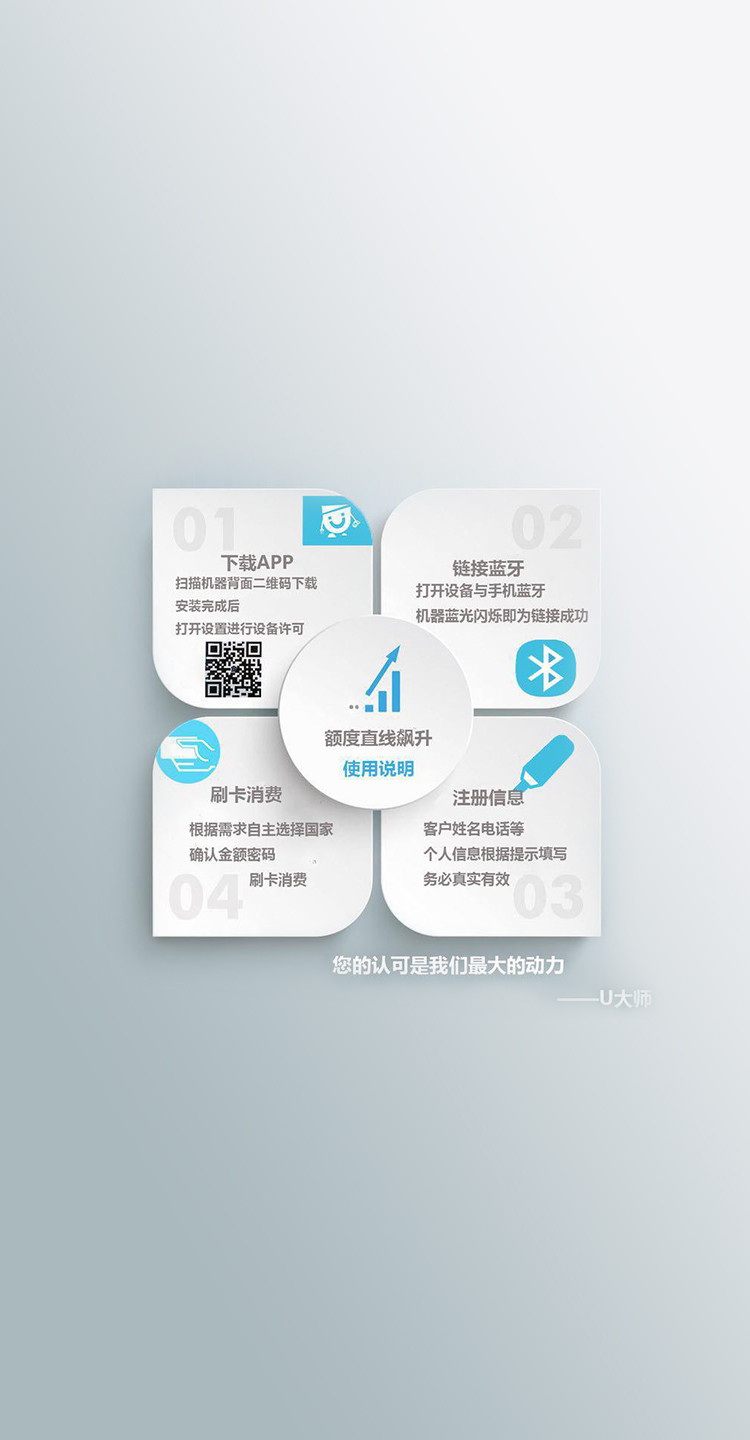 01
下载APP
扫描机器背面二维码下载
安装完成后
打开设置进行设备许可
02
链接蓝牙
打开设备与手机蓝牙
机器蓝光闪烁即为链接成功
额度直线飙升
使用说明
注册信息
客户姓名电话等
个人信息根据提示填写
务必真实有效
03
刷卡消费
根据需求自主选择国家
确认金额密码
刷卡消费
04
您的认可是我们最大的动力
——U大师